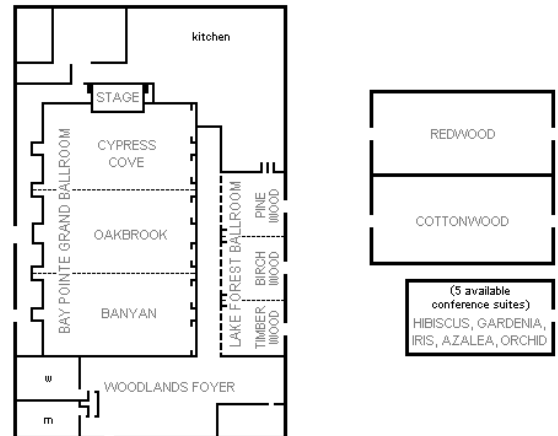 kitchen
STAGE
CYPRESS
COVE
BAY POINTE GRAND BALLROOM
OAKBROOK
BANYAN
LAKE FOREST BALLROOM
PINE
WOOD
BIRCH
WOOD
TIMBER
WOOD
w
WOODLANDS FOYER
m
REDWOOD
COTTONWOOD
(5 available
conference suites)
HIBISCUS, GARDENIA,
IRIS, AZALEA, ORCHID